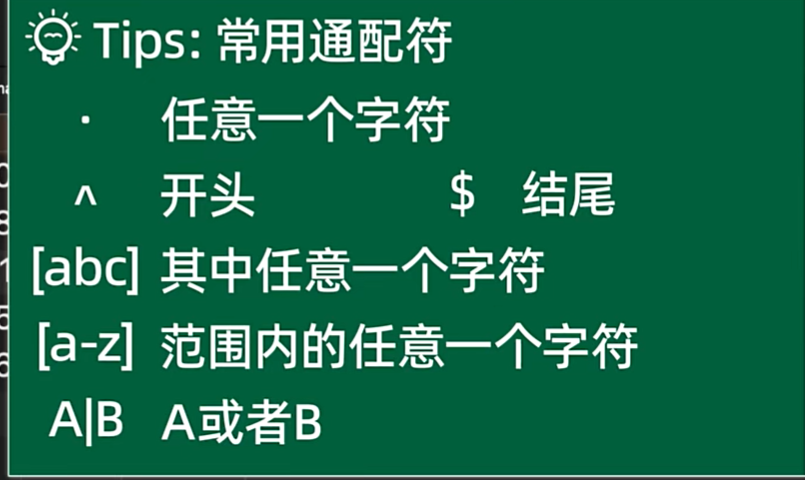 Tips: 常用通配符
. 任意一个字符
^ 开头 $ 结尾
[abc] 其中任意一个字符
[a-z] 范围内的任意一个字符
A|B A或者B